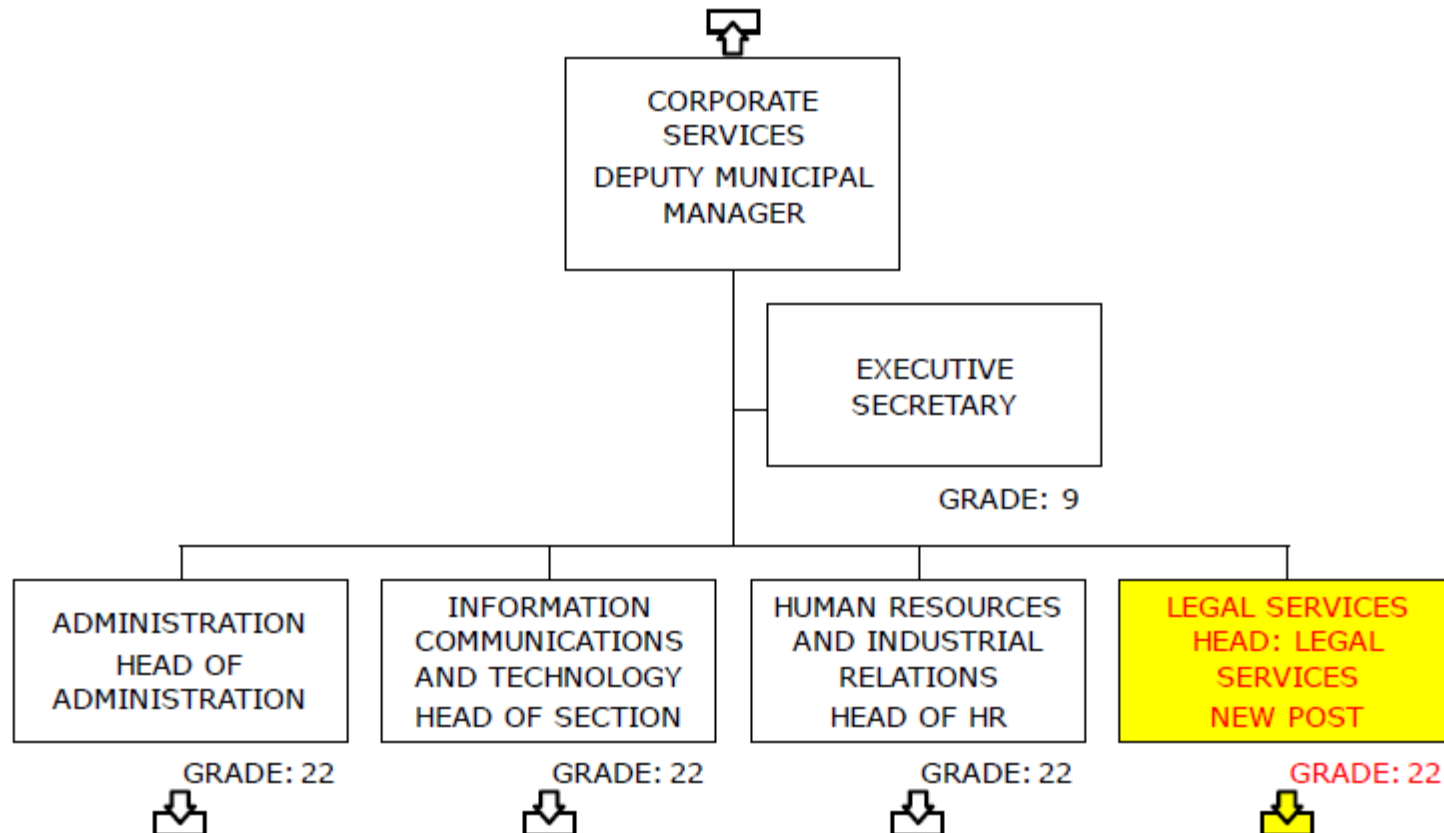 CORPORATE
SERVICES
DEPUTY MUNICIPAL
MANAGER
EXECUTIVE
SECRETARY
GRADE: 9
ADMINISTRATION
HEAD OF
ADMINISTRATION
GRADE: 22
INFORMATION
COMMUNICATIONS
AND TECHNOLOGY
HEAD OF SECTION
GRADE: 22
HUMAN RESOURCES
AND INDUSTRIAL
RELATIONS
HEAD OF HR
GRADE: 22
LEGAL SERVICES
HEAD: LEGAL
SERVICES
NEW POST
GRADE: 22